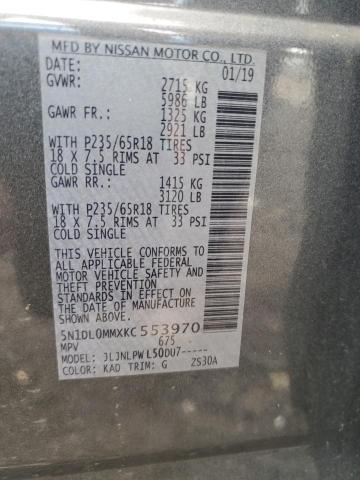 MFD BY NISSAN MOTOR CO., LTD.
DATE: 01/19
GVWR: 2715 KG
5986 LB
GAWR FR.: 1325 KG
2921 LB
WITH P235/65R18 TIRES
18 X 7.5 RIMS AT 33 PSI
COLD SINGLE
GAWR RR.: 1415 KG
3120 LB
WITH P235/65R18 TIRES
18 X 7.5 RIMS AT 33 PSI
COLD SINGLE
THIS VEHICLE CONFORMS TO
ALL APPLICABLE U.S. FEDERAL
MOTOR VEHICLE SAFETY AND
THEFT PREVENTION
STANDARDS IN EFFECT ON
THE DATE OF MANUFACTURE
SHOWN ABOVE.
5N1DL0MMXKC 553970
MPV 675
MODEL: JLJNLPWL50DU7-----
COLOR: KAD TRIM: G ZS30A